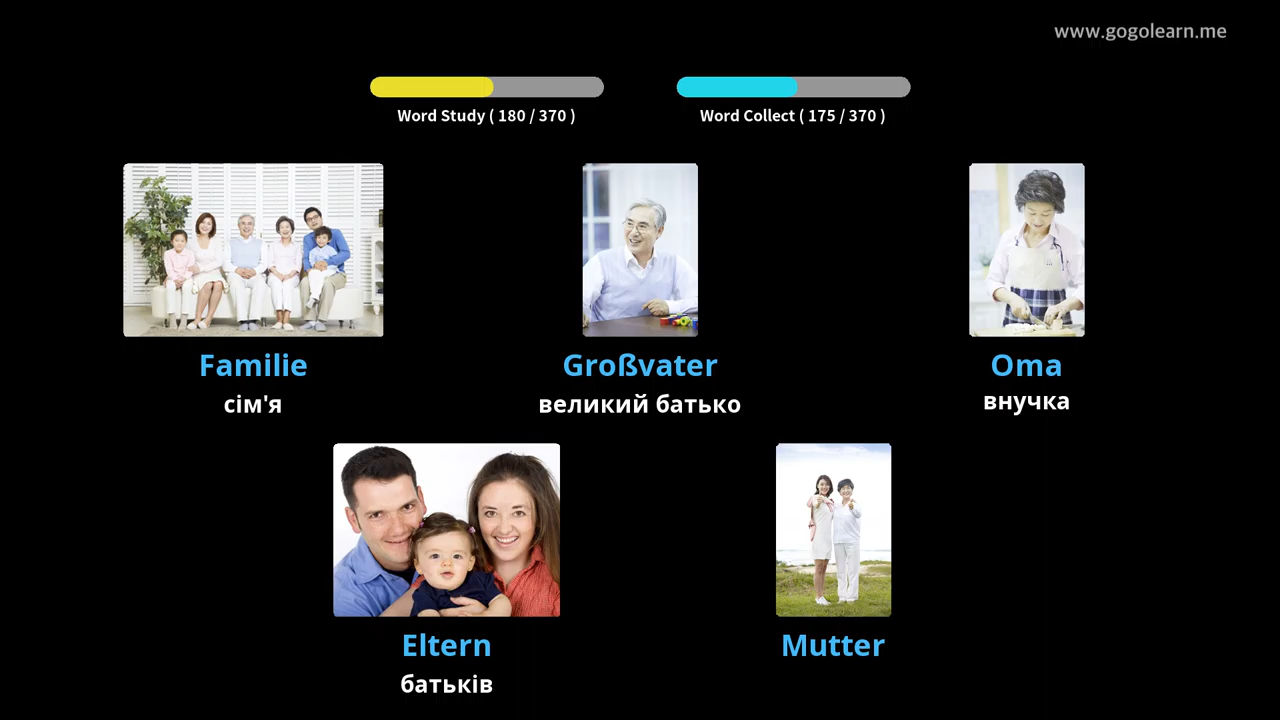 www.gogolearn.me
Word Study ( 180 / 370 )
Word Collect ( 175 / 370 )
Familie
сім'я
Großvater
великий батько
Oma
внучка
Eltern
батьків
Mutter